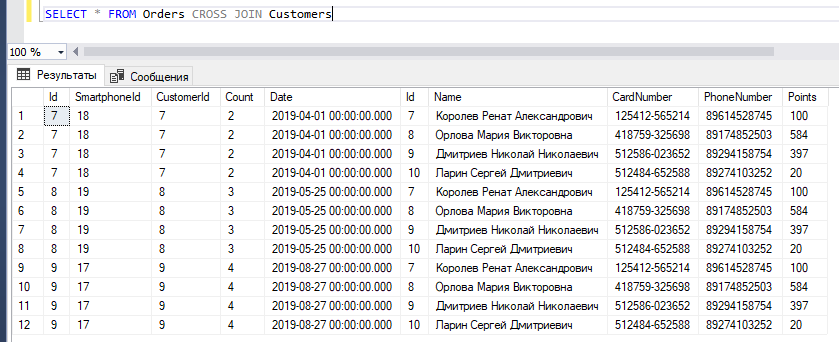 SELECT * FROM Orders CROSS JOIN Customers
100 %
Результаты Сообщения
Id SmartphoneId CustomerId Count Date Id Name CardNumber PhoneNumber Points
1 7 18 7 2 2019-04-01 00:00:00.000 7 Королев Ренат Александрович 125412-565214 89614528745 100
2 7 18 7 2 2019-04-01 00:00:00.000 8 Орлова Мария Викторовна 418759-325698 89174852503 584
3 7 18 7 2 2019-04-01 00:00:00.000 9 Дмитриев Николай Николаевич 512586-023652 89294158754 397
4 7 18 7 2 2019-04-01 00:00:00.000 10 Ларин Сергей Дмитриевич 512484-652588 89274103252 20
5 8 19 8 3 2019-05-25 00:00:00.000 7 Королев Ренат Александрович 125412-565214 89614528745 100
6 8 19 8 3 2019-05-25 00:00:00.000 8 Орлова Мария Викторовна 418759-325698 89174852503 584
7 8 19 8 3 2019-05-25 00:00:00.000 9 Дмитриев Николай Николаевич 512586-023652 89294158754 397
8 8 19 8 3 2019-05-25 00:00:00.000 10 Ларин Сергей Дмитриевич 512484-652588 89274103252 20
9 9 17 9 4 2019-08-27 00:00:00.000 7 Королев Ренат Александрович 125412-565214 89614528745 100
10 9 17 9 4 2019-08-27 00:00:00.000 8 Орлова Мария Викторовна 418759-325698 89174852503 584
11 9 17 9 4 2019-08-27 00:00:00.000 9 Дмитриев Николай Николаевич 512586-023652 89294158754 397
12 9 17 9 4 2019-08-27 00:00:00.000 10 Ларин Сергей Дмитриевич 512484-652588 89274103252 20